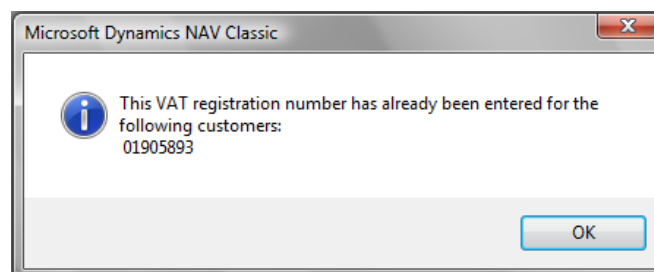 Microsoft Dynamics NAV Classic
This VAT registration number has already been entered for the
following customers:
01905893
OK